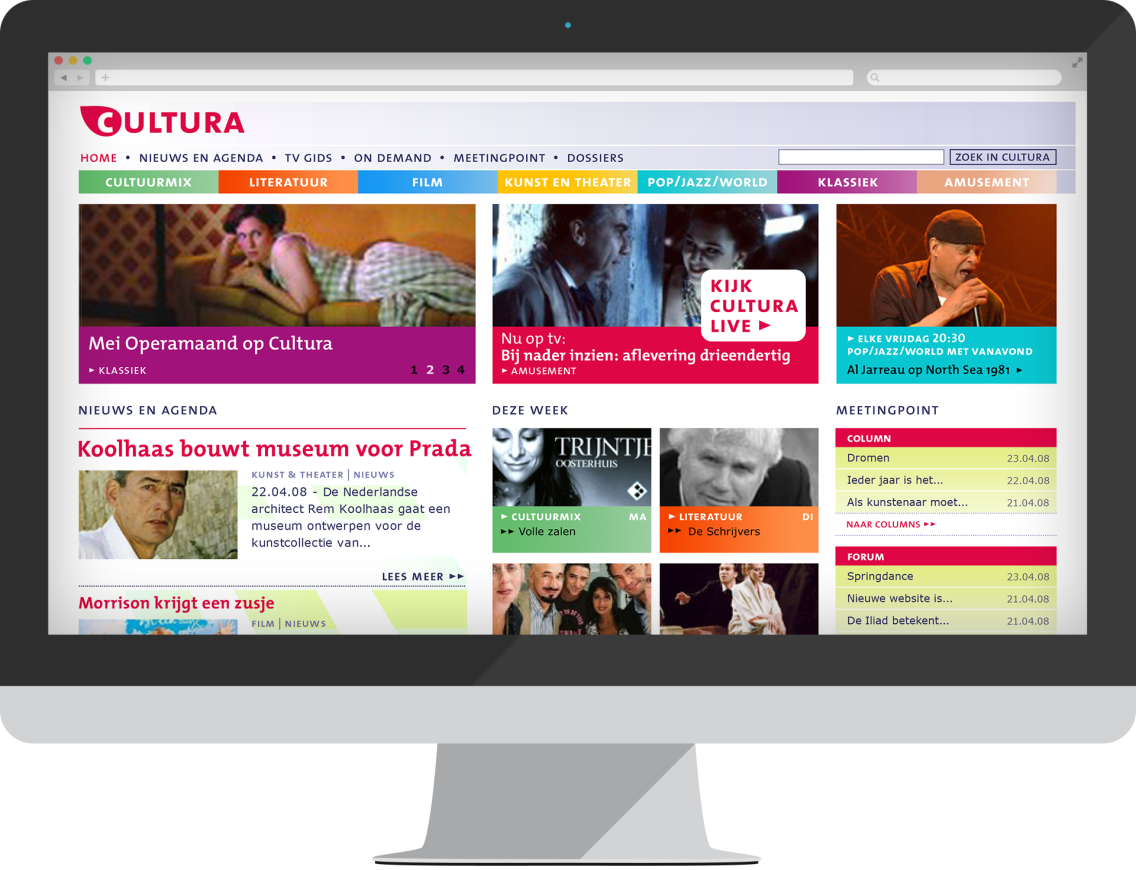 CULTURA
HOME • NIEUWS EN AGENDA • TV GIDS • ON DEMAND • MEETINGPOINT • DOSSIERS
ZOEK IN CULTURA
CULTUURMIX LITERATUUR FILM KUNST EN THEATER POP/JAZZ/WORLD KLASSIEK AMUSEMENT
Mei Operamaand op Cultura
► KLASSIEK 1 2 3 4
KIJK
CULTURA
LIVE ►
Nu op tv:
Bij nader inzien: aflevering drieendertig
► AMUSEMENT
► ELKE VRIJDAG 20:30
POP/JAZZ/WORLD MET VANAVOND
Al Jarreau op North Sea 1981 ►
NIEUWS EN AGENDA
Koolhaas bouwt museum voor Prada
KUNST & THEATER | NIEUWS
22.04.08 - De Nederlandse
architect Rem Koolhaas gaat een
museum ontwerpen voor de
kunstcollectie van...
LEES MEER ►►
Morrison krijgt een zusje
FILM | NIEUWS
DEZE WEEK
TRIJNTJE
OOSTERHUIS
► CULTUURMIX MA
►► Volle zalen
► LITERATUUR DI
►► De Schrijvers
MEETINGPOINT
COLUMN
Dromen 23.04.08
Ieder jaar is het... 22.04.08
Als kunstenaar moet... 21.04.08
NAAR COLUMNS ►►
FORUM
Springdance 23.04.08
Nieuwe website is... 21.04.08
De Iliad betekent... 21.04.08